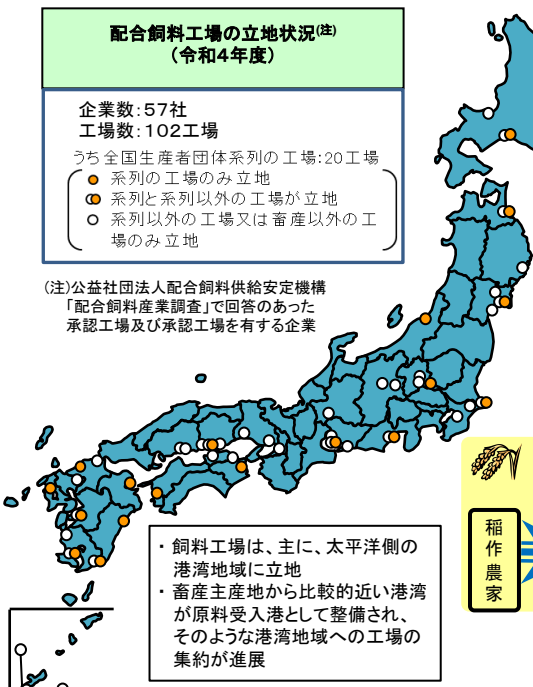 配合飼料工場の立地状況(注)
(令和4年度)
企業数:57社
工場数:102工場
うち全国生産者団体系列の工場:20工場
系列の工場のみ立地
系列と系列以外の工場が立地
系列以外の工場又は畜産以外の工
場のみ立地
(注)公益社団法人配合飼料供給安定機構
「配合飼料産業調査」で回答のあった
承認工場及び承認工場を有する企業
・飼料工場は、主に、太平洋側の
港湾地域に立地
・畜産主産地から比較的近い港湾
が原料受入港として整備され、
そのような港湾地域への工場の
集約が進展
稲作農家